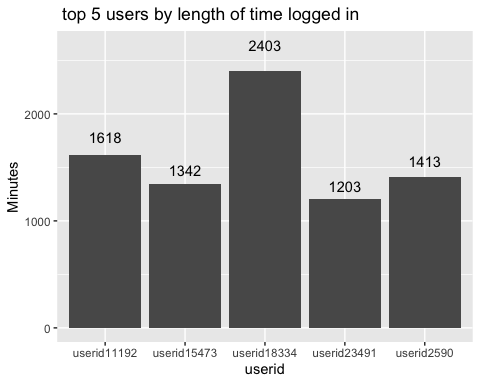 top 5 users by length of time logged in
2403
1618
1342
1203
1413
Minutes
2000
1000
0
userid11192 userid15473 userid18334 userid23491 userid2590
userid